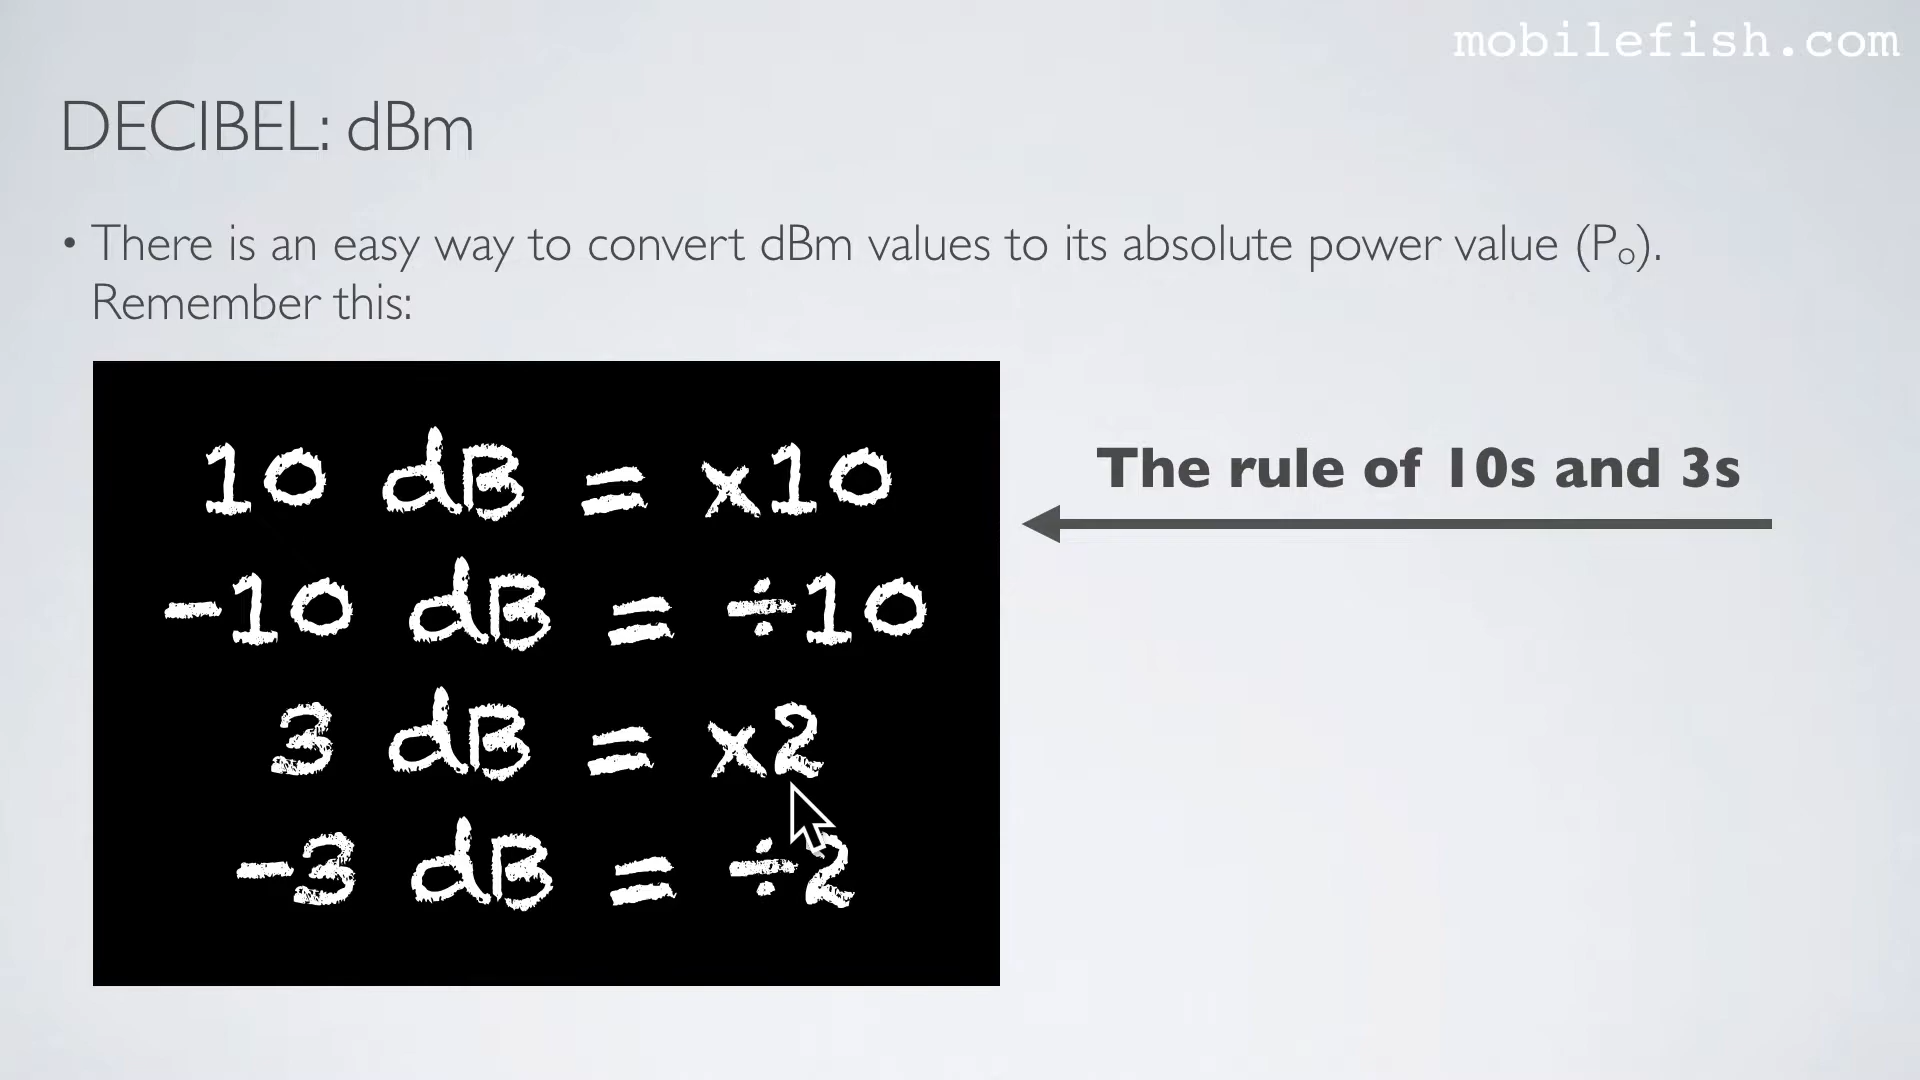 mobilefish.com
DECIBEL: dBm
• There is an easy way to convert dBm values to its absolute power value (Po).
Remember this:
10 dB = x10
-10 dB = ÷10
3 dB = x2
-3 dB = ÷2
The rule of 10s and 3s